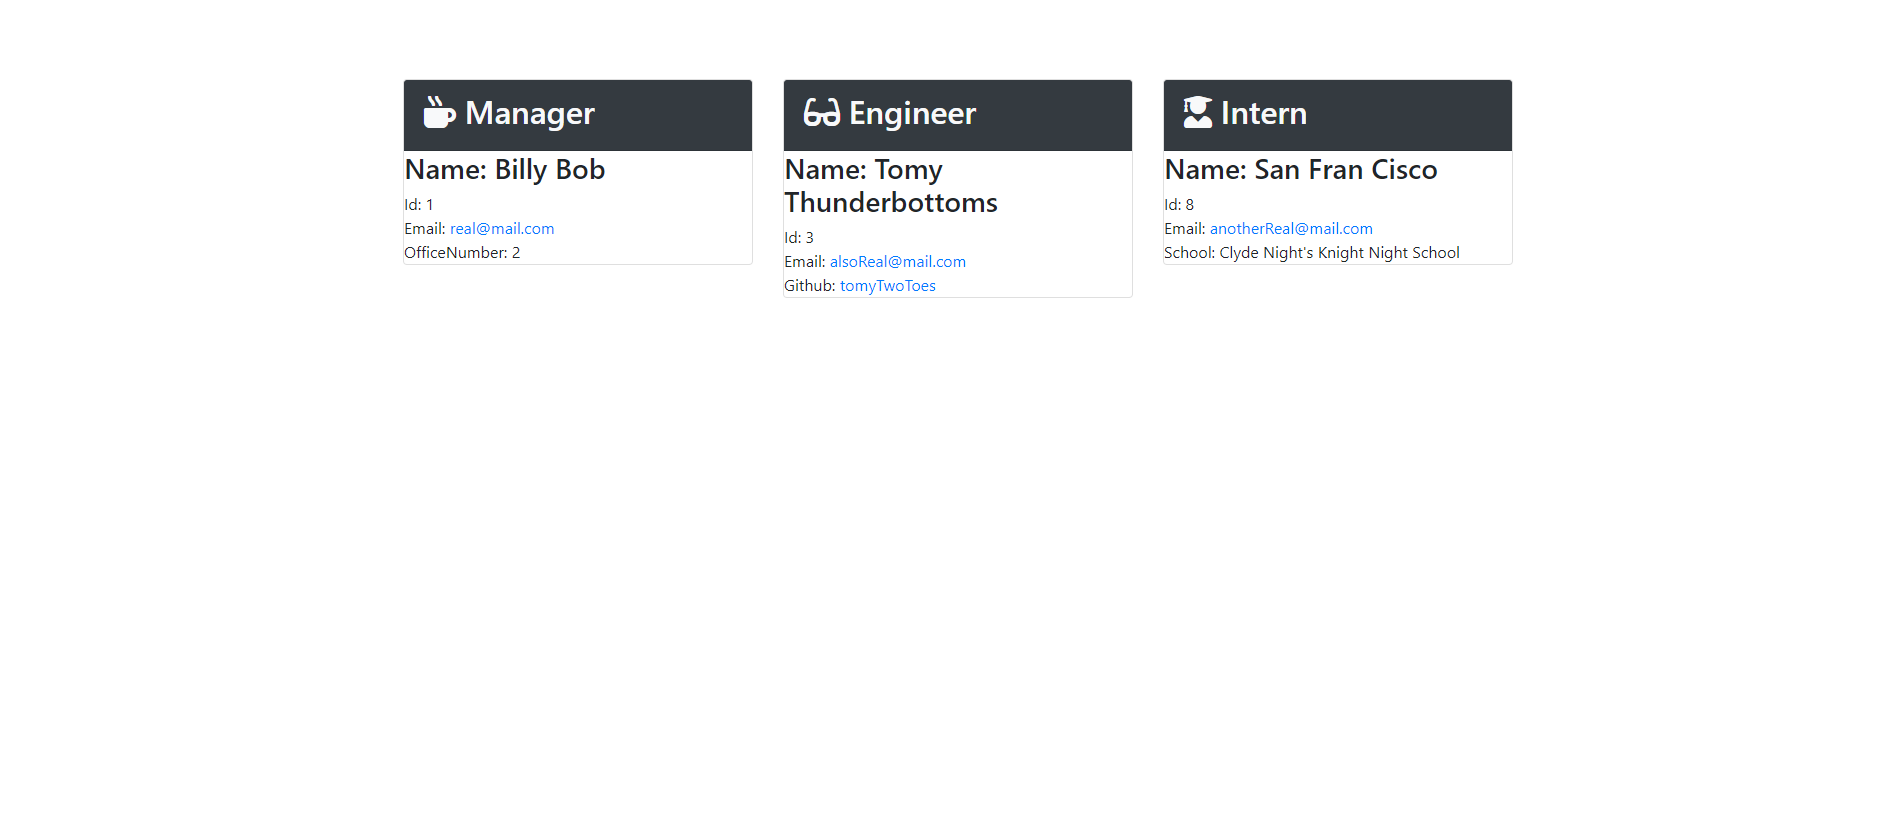 Manager
Name: Billy Bob
Id: 1
Email: real@mail.com
OfficeNumber: 2
Engineer
Name: Tomy
Thunderbottoms
Id: 3
Email: alsoReal@mail.com
Github: tomyTwoToes
Intern
Name: San Fran Cisco
Id: 8
Email: anotherReal@mail.com
School: Clyde Night's Knight Night School